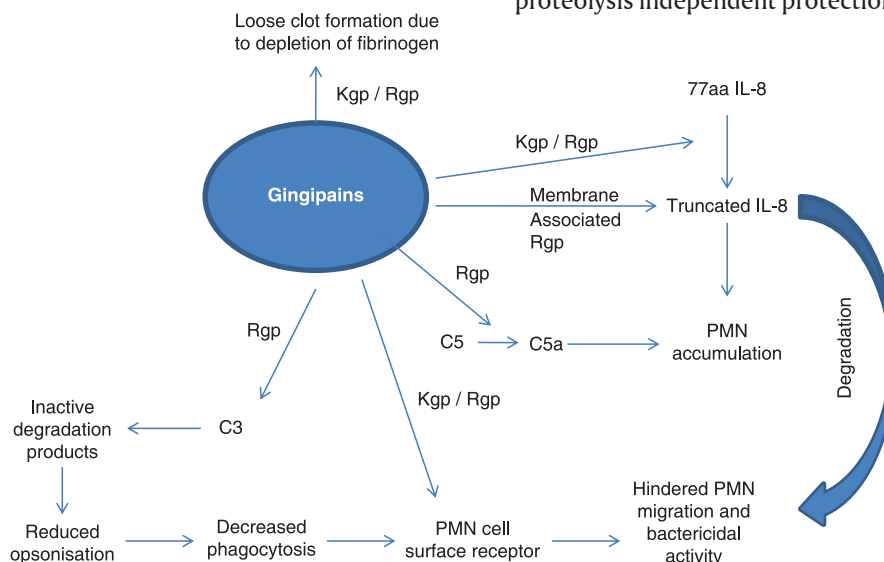 proteolysis independent protection
Loose clot formation due
to depletion of fibrinogen
Kgp / Rgp
77aa IL-8
Kgp / Rgp
Gingipains
Membrane
Associated
Rgp
Truncated IL-8
Rgp
Degradation
Rgp
C5
C5a
PMN
accumulation
Kgp / Rgp
Inactive
degradation
products
C3
Hindered PMN
migration and
bactericidal
activity
Reduced
opsonisation
Decreased
phagocytosis
PMN cell
surface receptor